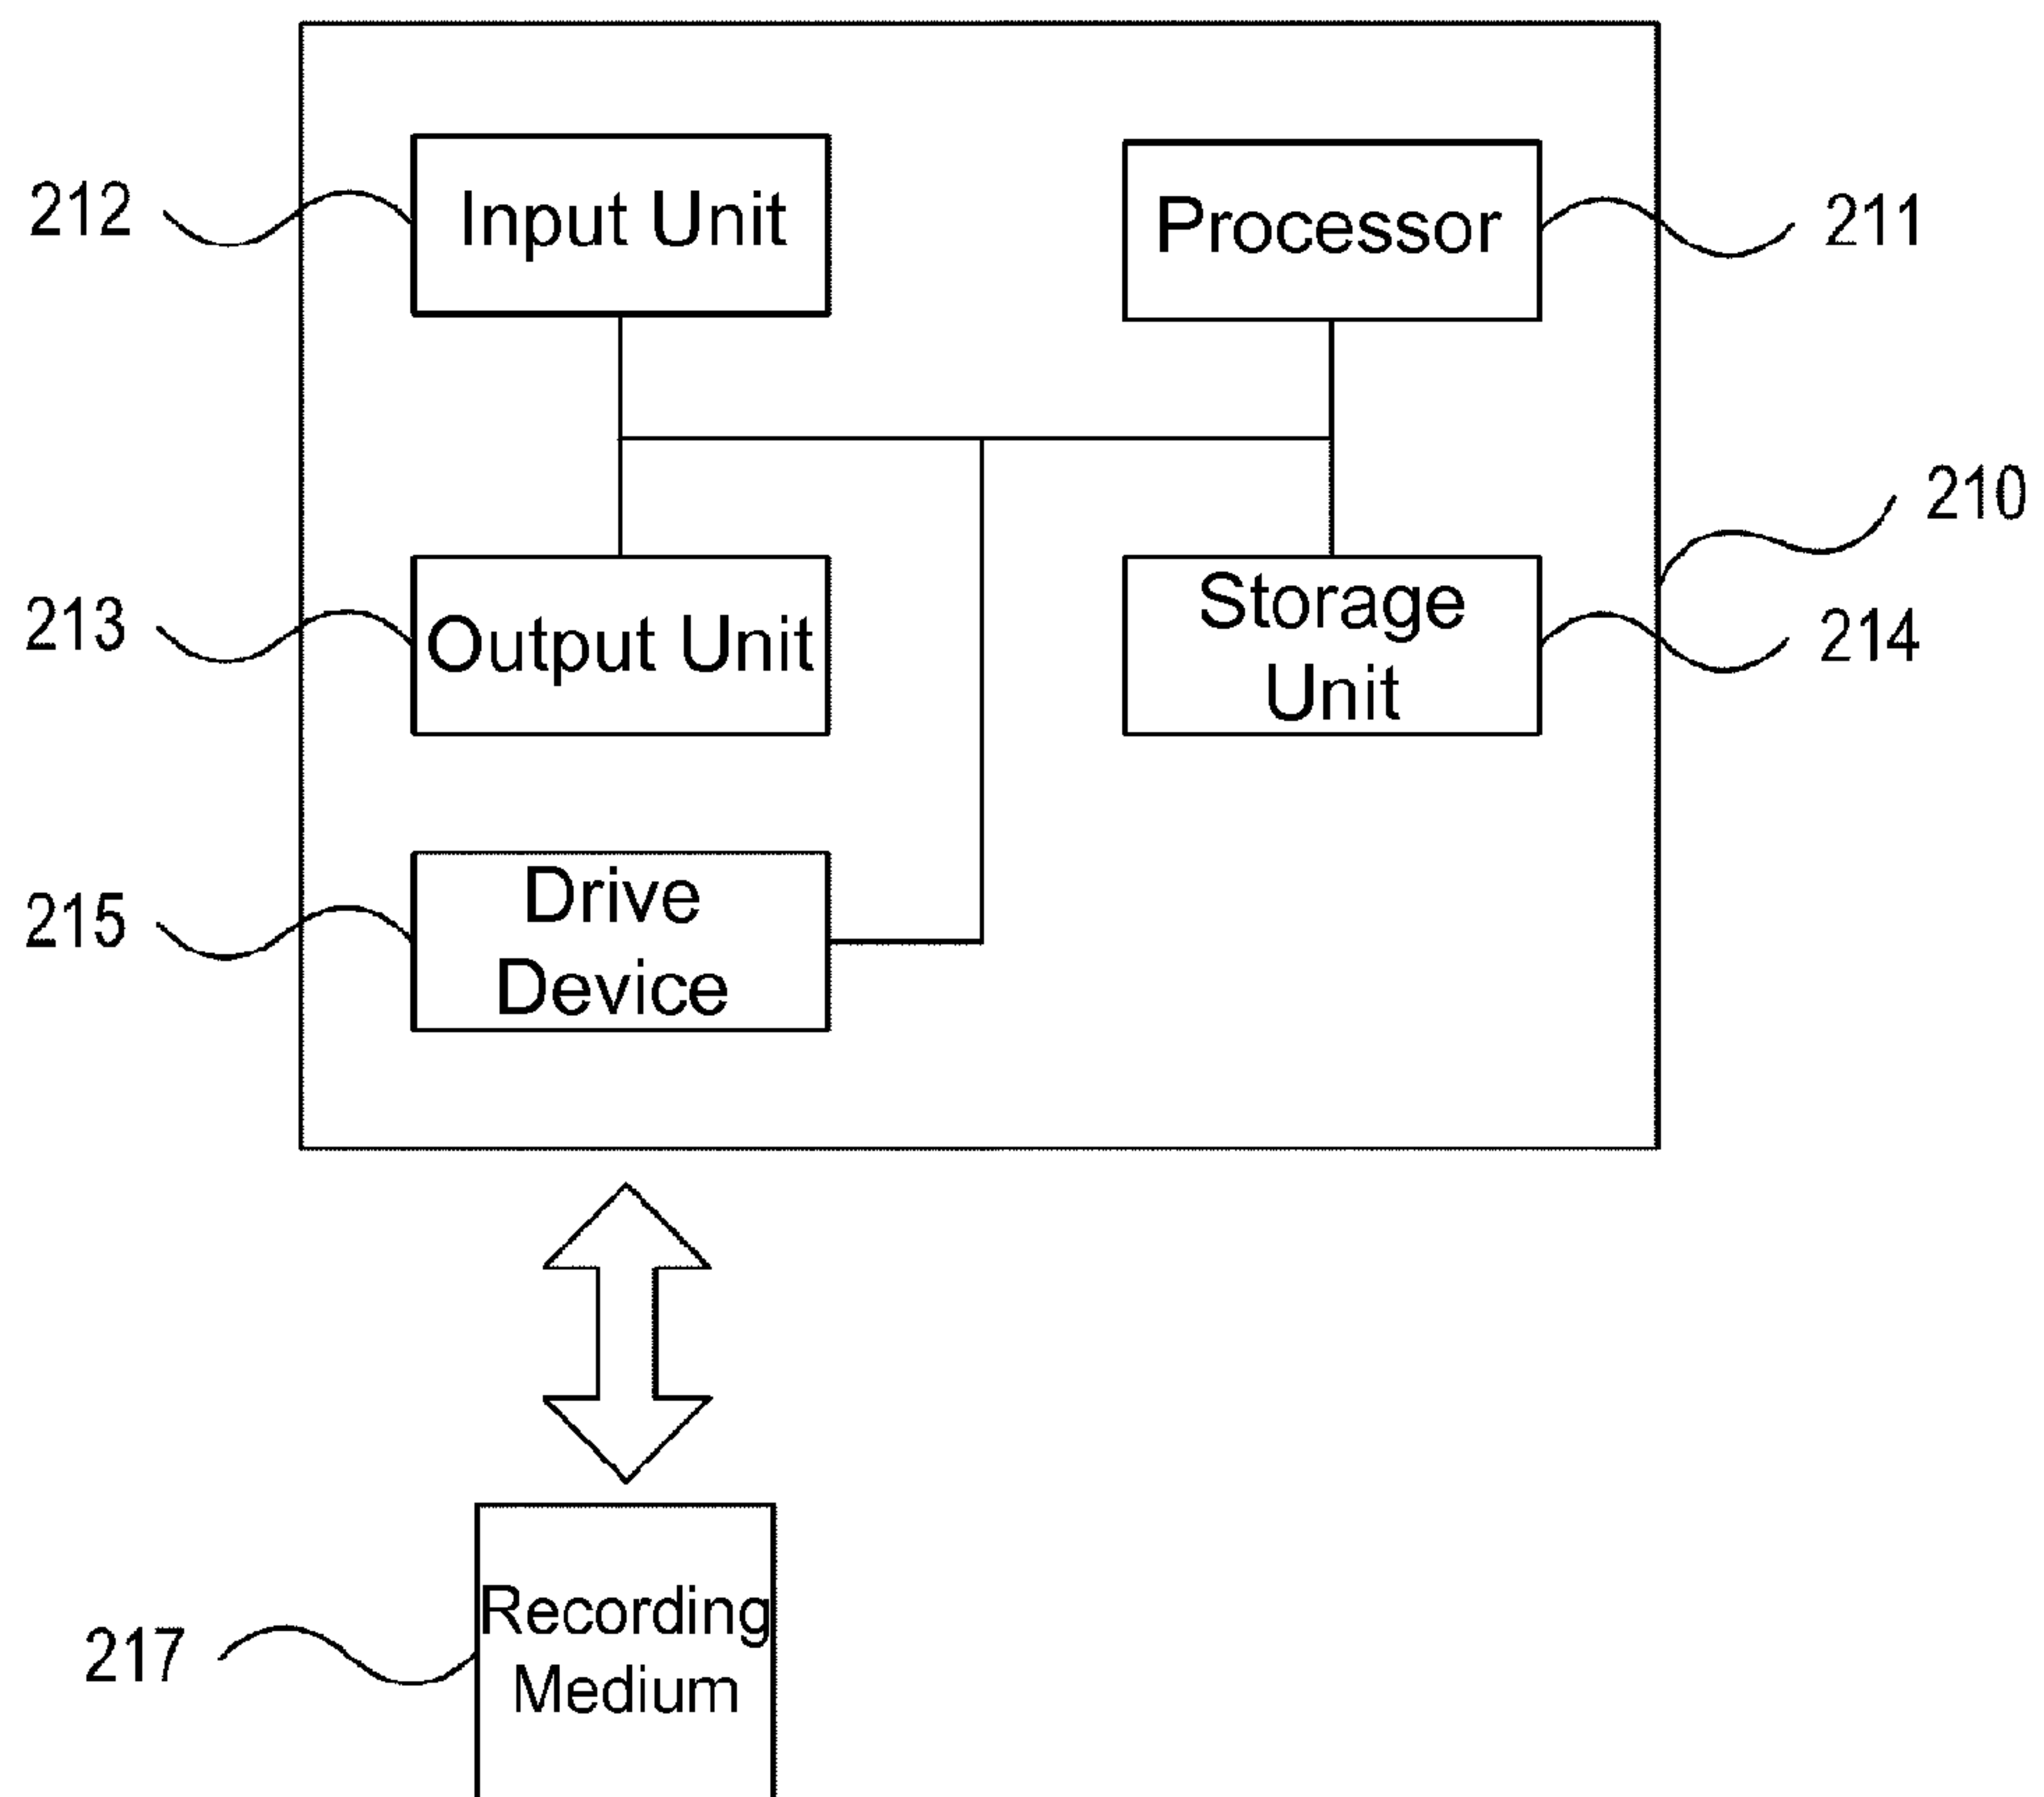 212
Input Unit
Processor
211
210
213
Output Unit
Storage
Unit
214
215
Drive
Device
217
Recording
Medium